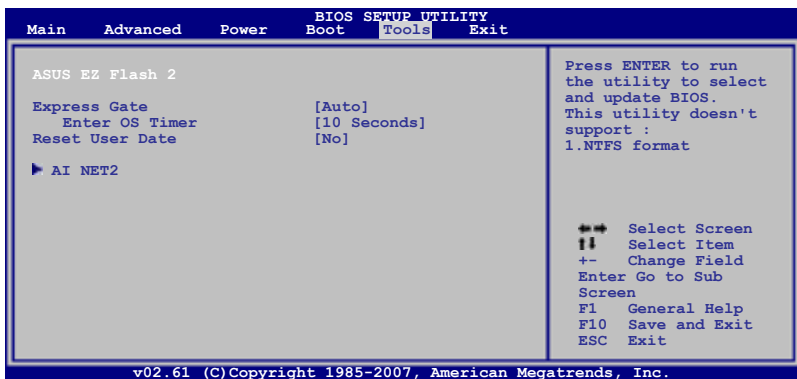 BIOS SETUP UTILITY
Main Advanced Power Boot Tools Exit
ASUS EZ Flash 2
Express Gate [Auto]
Enter OS Timer [10 Seconds]
Reset User Date [No]
AI NET2
Press ENTER to run
the utility to select
and update BIOS.
This utility doesn't
support :
1.NTFS format
Select Screen
Select Item
+- Change Field
Enter Go to Sub
Screen
F1 General Help
F10 Save and Exit
ESC Exit
v02.61 (C)Copyright 1985-2007, American Megatrends, Inc.